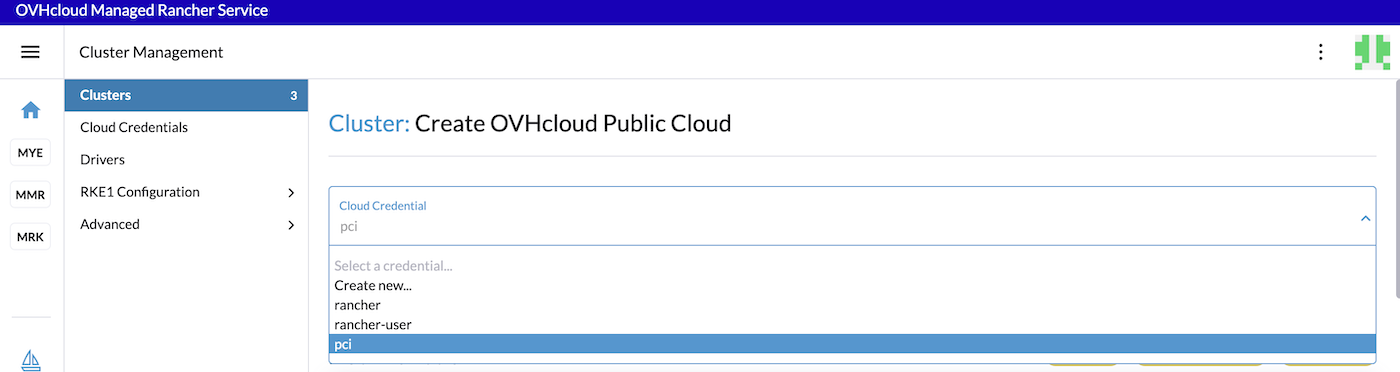 OVHcloud Managed Rancher Service
Cluster Management
Clusters 3
Cloud Credentials
Drivers
RKE1 Configuration
Advanced
MYE
MMR
MRK
Cluster: Create OVHcloud Public Cloud
Cloud Credential
pci
Select a credential...
Create new...
rancher
rancher-user
pci